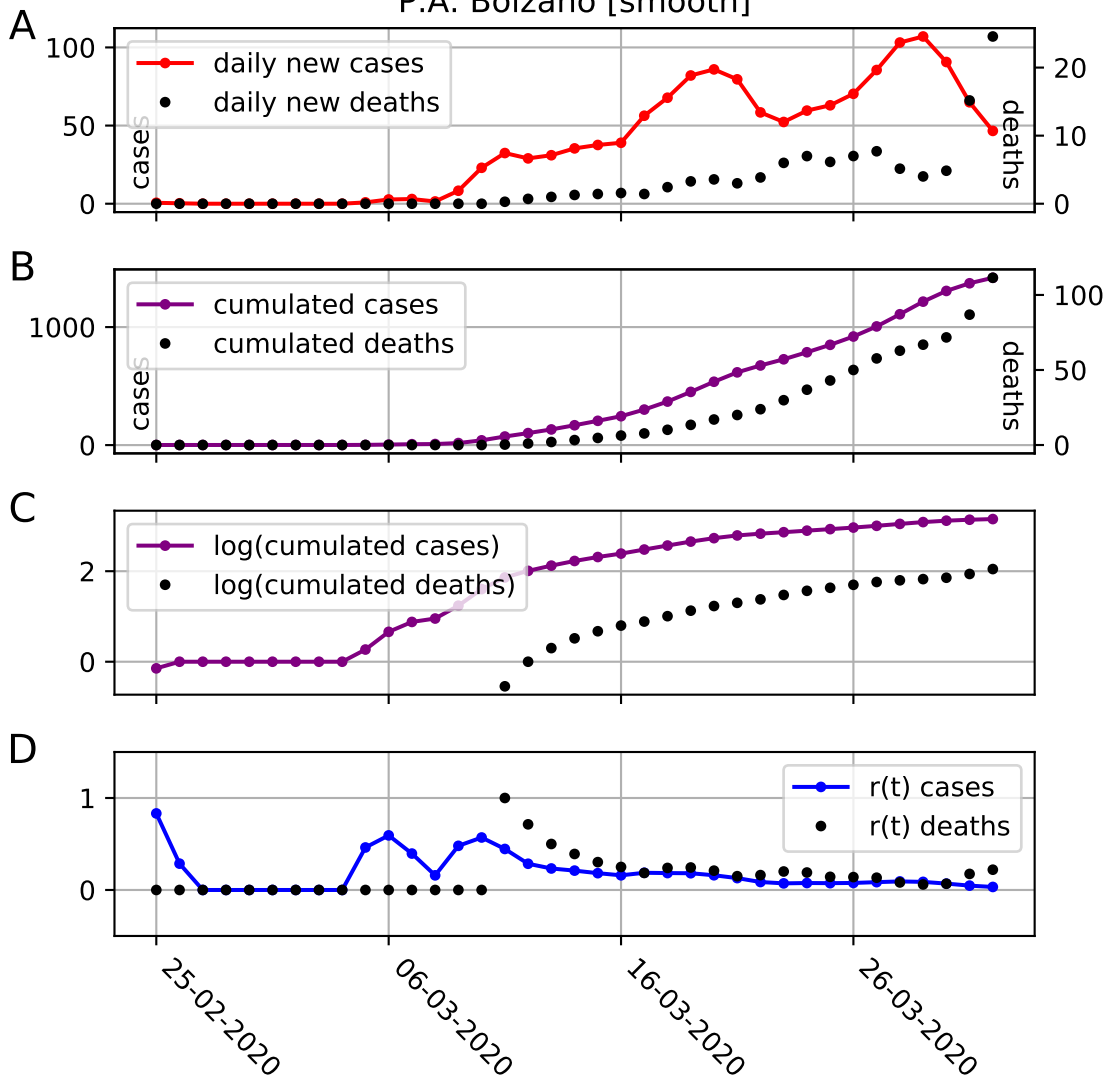 P.A. Bolzano [smooth]
A
100
50
0
cases
daily new cases
daily new deaths
20
10
0
deaths
B
1000
0
cases
cumulated cases
cumulated deaths
100
50
0
deaths
C
2
0
log(cumulated cases)
log(cumulated deaths)
D
1
0
r(t) cases
r(t) deaths
25-02-2020
06-03-2020
16-03-2020
26-03-2020